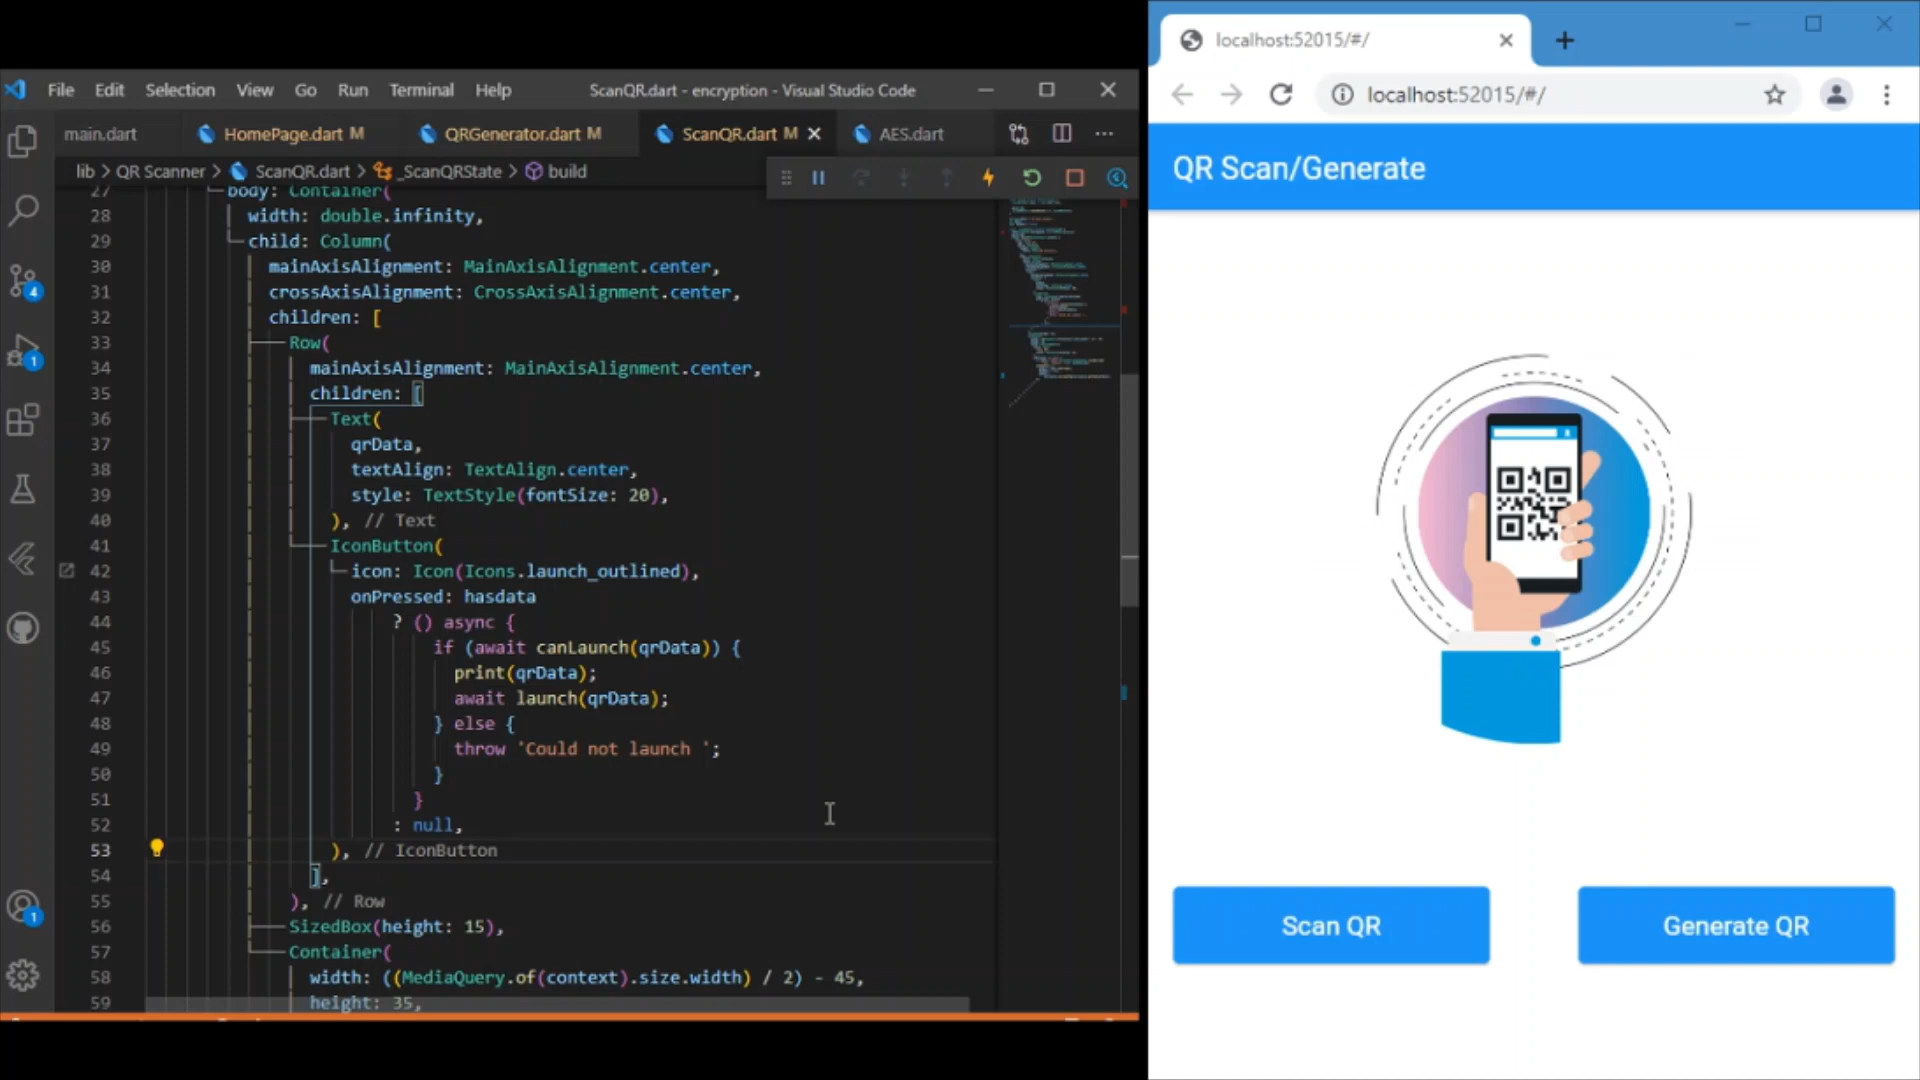 File Edit Selection View Go Run Terminal Help ScanQR.dart - encryption - Visual Studio Code
main.dart HomePage.dart M QRGenerator.dart M ScanQR.dart M AES.dart
lib > QR Scanner > ScanQR.dart > _ScanQRState > build
27 body: Container(
28 width: double.infinity,
29 child: Column(
30 mainAxisAlignment: MainAxisAlignment.center,
31 crossAxisAlignment: CrossAxisAlignment.center,
32 children: [
33 Row(
34 mainAxisAlignment: MainAxisAlignment.center,
35 children: [
36 Text(
37 qrData,
38 textAlign: TextAlign.center,
39 style: TextStyle(fontSize: 20),
40 ), // Text
41 IconButton(
42 icon: Icon(Icons.launch_outlined),
43 onPressed: hasdata
44 ? () async {
45 if (await canLaunch(qrData)) {
46 print(qrData);
47 await launch(qrData);
48 } else {
49 throw 'Could not launch ';
50 }
51 }
52 : null,
53 ), // IconButton
54 ],
55 ), // Row
56 SizedBox(height: 15),
57 Container(
58 width: ((MediaQuery.of(context).size.width) / 2) - 45,
59 height: 35,
4
1
1
localhost:52015/#/
localhost:52015/#/
QR Scan/Generate
Scan QR
Generate QR